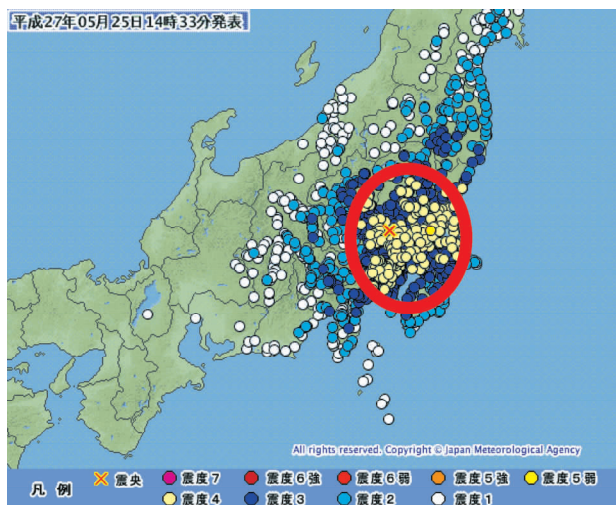 平成27年05月25日14時33分発表
All rights reserved. Copyright © Japan Meteorological Agency
凡 例
震央 震度7 震度6強 震度6弱 震度5強 震度5弱
震度4 震度3 震度2 震度1